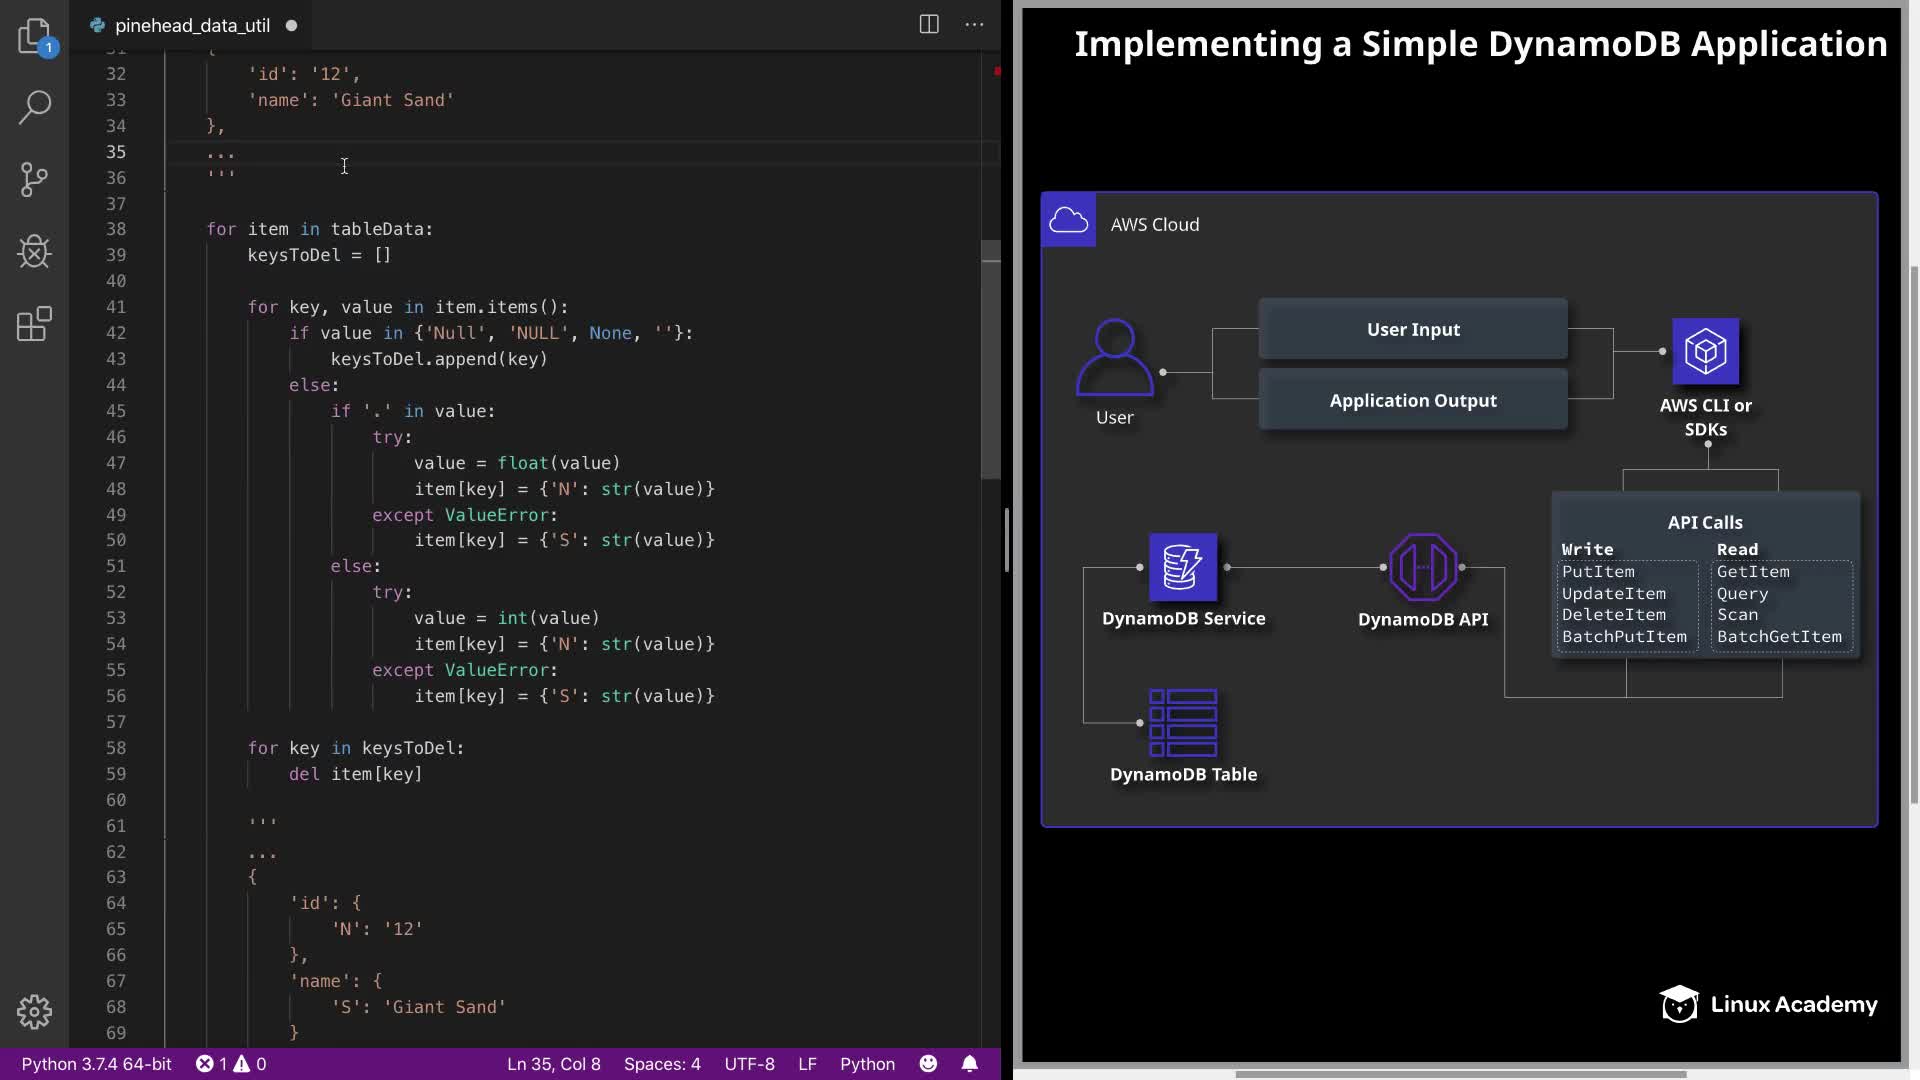 pinehead_data_util
1
32 'id': '12',
33 'name': 'Giant Sand'
34 },
35 ...
36 '''
37
38 for item in tableData:
39 keysToDel = []
40
41 for key, value in item.items():
42 if value in {'Null', 'NULL', None, ''}:
43 keysToDel.append(key)
44 else:
45 if '.' in value:
46 try:
47 value = float(value)
48 item[key] = {'N': str(value)}
49 except ValueError:
50 item[key] = {'S': str(value)}
51 else:
52 try:
53 value = int(value)
54 item[key] = {'N': str(value)}
55 except ValueError:
56 item[key] = {'S': str(value)}
57
58 for key in keysToDel:
59 del item[key]
60
61 '''
62 ...
63 {
64 'id': {
65 'N': '12'
66 },
67 'name': {
68 'S': 'Giant Sand'
69 }
Python 3.7.4 64-bit 1 0 Ln 35, Col 8 Spaces: 4 UTF-8 LF Python
Implementing a Simple DynamoDB Application
AWS Cloud
User Input
Application Output
User
AWS CLI or
SDKs
API Calls
Write Read
PutItem GetItem
UpdateItem Query
DeleteItem Scan
BatchPutItem BatchGetItem
DynamoDB Service
DynamoDB API
DynamoDB Table
Linux Academy